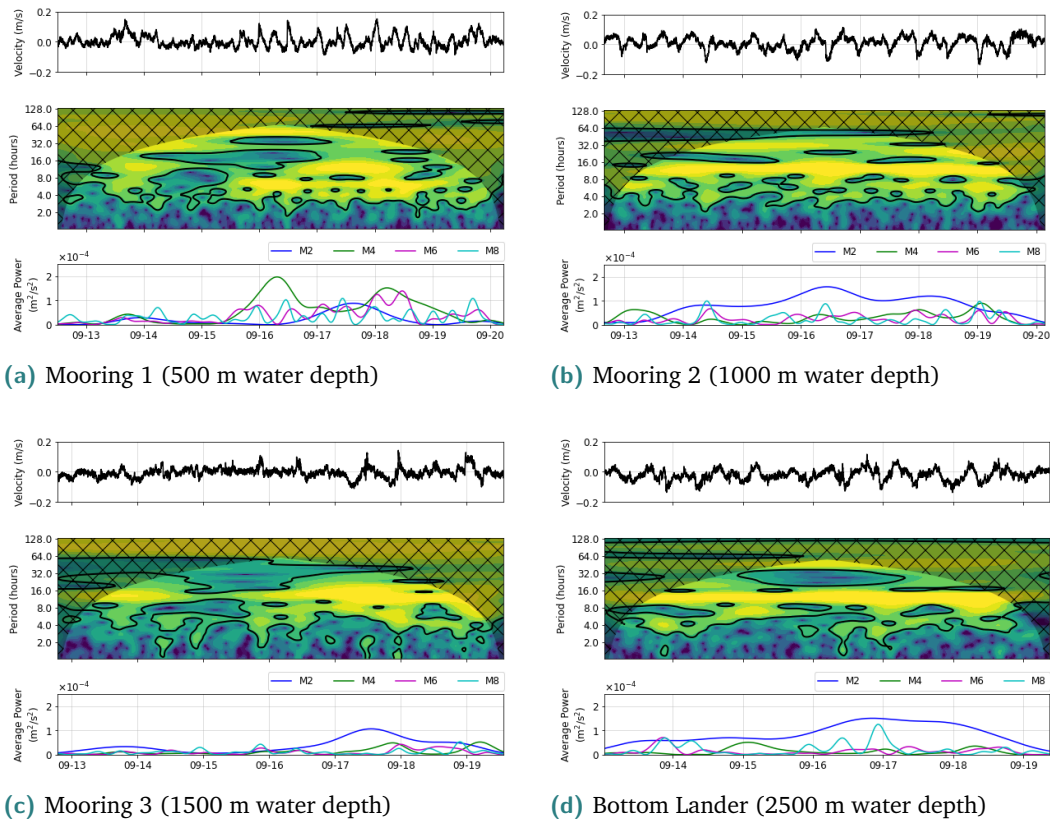 Velocity (m/s)
0.2
0.0
−0.2
Period (hours)
128.0
64.0
32.0
16.0
8.0
4.0
2.0
M2 M4 M6 M8
×10⁻⁴
Average Power
(m²/s²)
2
1
0
09-13 09-14 09-15 09-16 09-17 09-18 09-19 09-20
(a) Mooring 1 (500 m water depth)
Velocity (m/s)
0.2
0.0
−0.2
Period (hours)
128.0
64.0
32.0
16.0
8.0
4.0
2.0
M2 M4 M6 M8
×10⁻⁴
Average Power
(m²/s²)
2
1
0
09-13 09-14 09-15 09-16 09-17 09-18 09-19 09-20
(b) Mooring 2 (1000 m water depth)
Velocity (m/s)
0.2
0.0
−0.2
Period (hours)
128.0
64.0
32.0
16.0
8.0
4.0
2.0
M2 M4 M6 M8
×10⁻⁴
Average Power
(m²/s²)
2
1
0
09-13 09-14 09-15 09-16 09-17 09-18 09-19
(c) Mooring 3 (1500 m water depth)
Velocity (m/s)
0.2
0.0
−0.2
Period (hours)
128.0
64.0
32.0
16.0
8.0
4.0
2.0
M2 M4 M6 M8
×10⁻⁴
Average Power
(m²/s²)
2
1
0
09-14 09-15 09-16 09-17 09-18 09-19
(d) Bottom Lander (2500 m water depth)